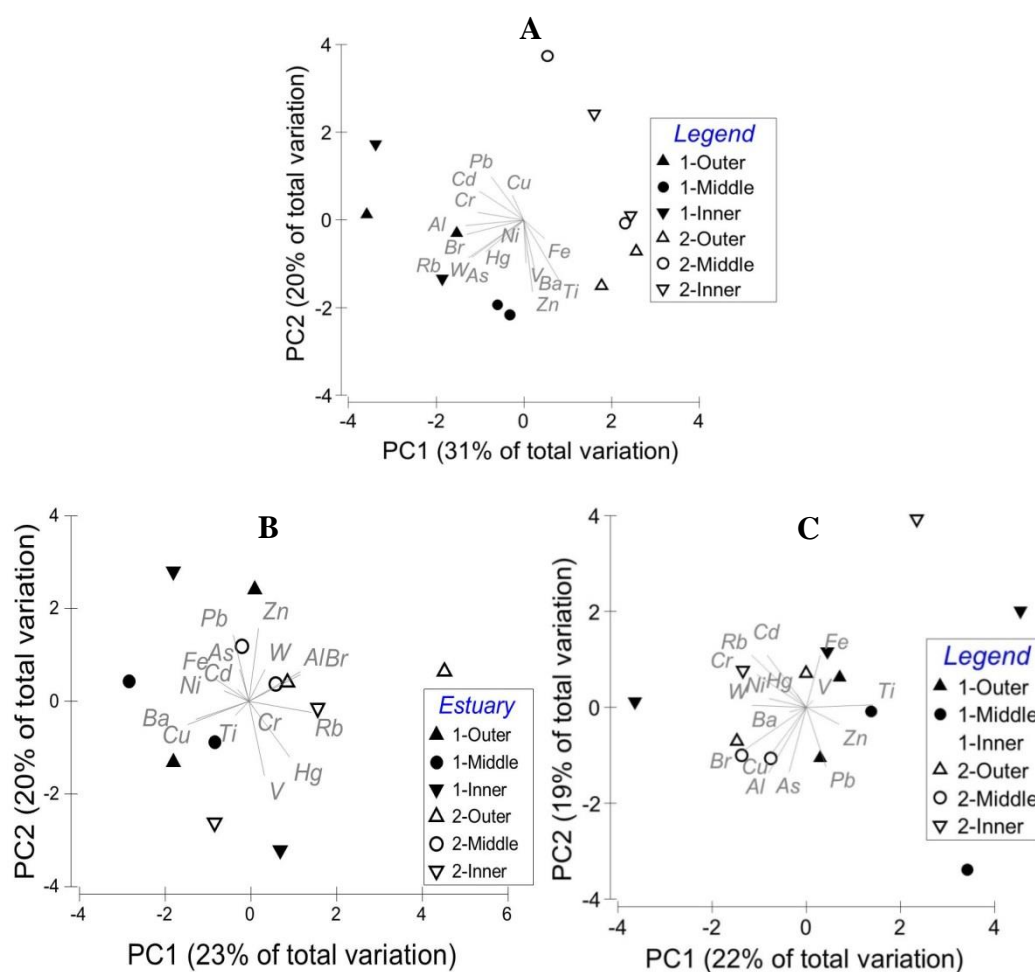 A
PC2 (20% of total variation)
4
2
0
-2
-4
-4
-2
0
2
4
PC1 (31% of total variation)
Pb
Cd
Cu
Cr
Al
Ni
Br
Fe
Hg
Rb
W
As
V
Ba
Ti
Zn
Legend
1-Outer
1-Middle
1-Inner
2-Outer
2-Middle
2-Inner
B
PC2 (20% of total variation)
4
2
0
-2
-4
-4
-2
0
2
4
6
PC1 (23% of total variation)
Zn
Pb
As
W
Fe
Al
Br
Cd
Ni
Ba
Cu
Ti
Cr
Rb
Hg
V
Estuary
1-Outer
1-Middle
1-Inner
2-Outer
2-Middle
2-Inner
C
PC2 (19% of total variation)
4
2
0
-2
-4
-4
-2
0
2
4
PC1 (22% of total variation)
Cd
Rb
Fe
Cr
W
Ni
Hg
V
Ti
Ba
Zn
Br
Cu
Al
As
Pb
Legend
1-Outer
1-Middle
1-Inner
2-Outer
2-Middle
2-Inner